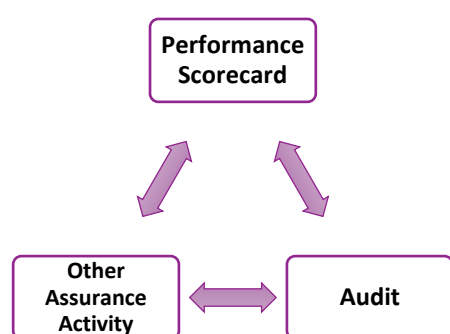 Performance
Scorecard
Other
Assurance
Activity
Audit